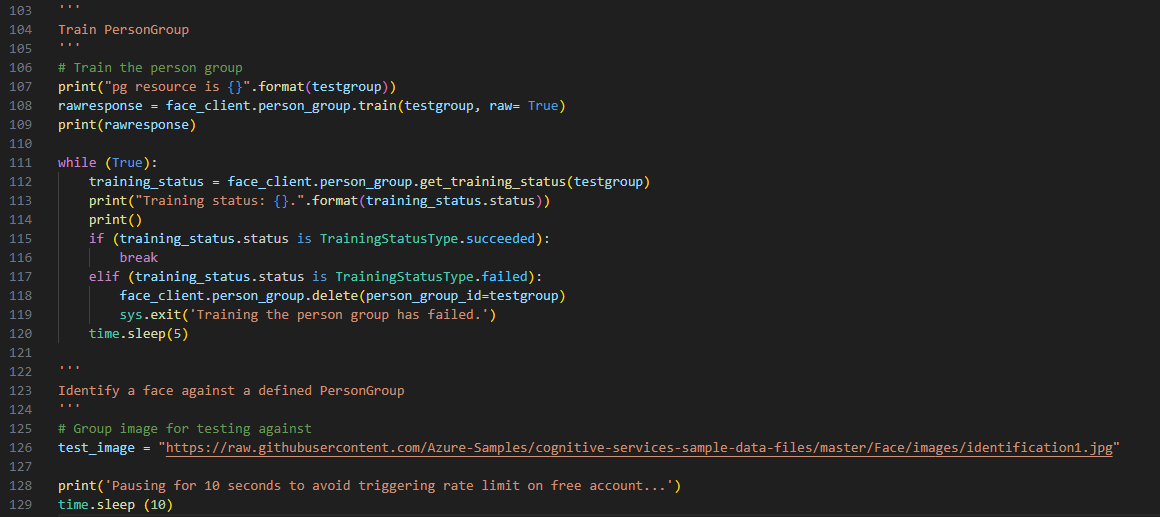 103 '''
104 Train PersonGroup
105 '''
106 # Train the person group
107 print("pg resource is {}".format(testgroup))
108 rawresponse = face_client.person_group.train(testgroup, raw= True)
109 print(rawresponse)
110
111 while (True):
112     training_status = face_client.person_group.get_training_status(testgroup)
113     print("Training status: {}.".format(training_status.status))
114     print()
115     if (training_status.status is TrainingStatusType.succeeded):
116         break
117     elif (training_status.status is TrainingStatusType.failed):
118         face_client.person_group.delete(person_group_id=testgroup)
119         sys.exit('Training the person group has failed.')
120     time.sleep(5)
121
122 '''
123 Identify a face against a defined PersonGroup
124 '''
125 # Group image for testing against
126 test_image = "https://raw.githubusercontent.com/Azure-Samples/cognitive-services-sample-data-files/master/Face/images/identification1.jpg"
127
128 print('Pausing for 10 seconds to avoid triggering rate limit on free account...')
129 time.sleep (10)